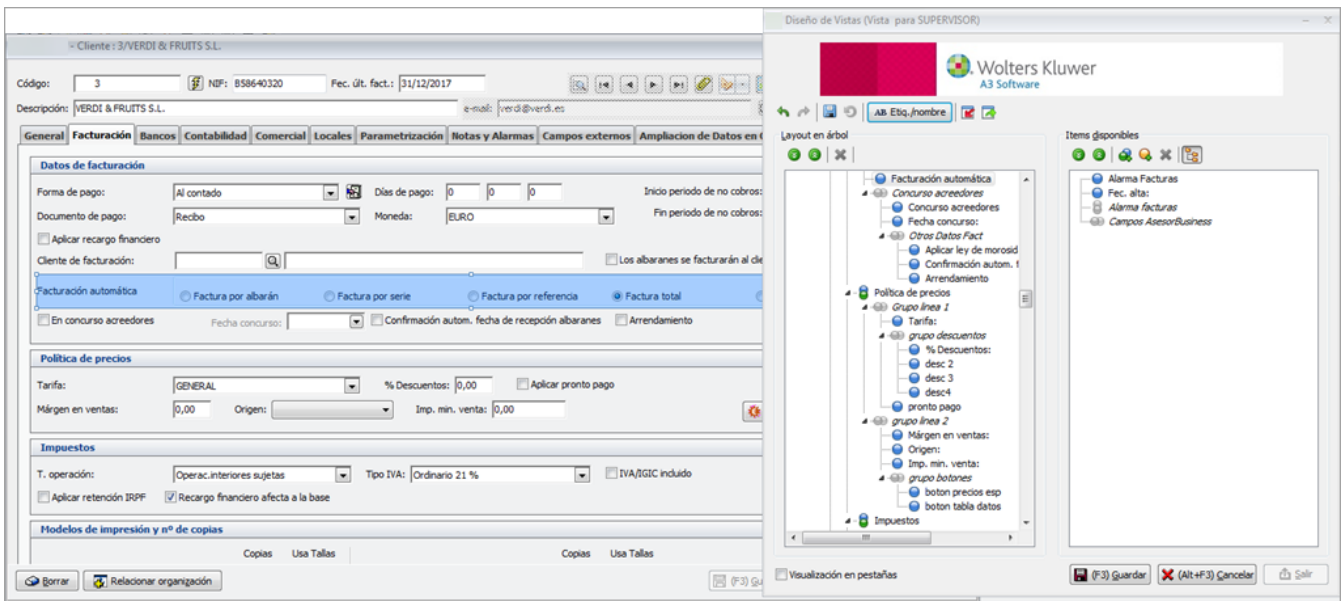 Cliente : 3/VERDI & FRUITS S.L.
Código: 3 NIF: B58640320 Fec. últ. fact.: 31/12/2017
Descripción: VERDI & FRUITS S.L. e-mail: verdi@verdi.es
General Facturación Bancos Contabilidad Comercial Locales Parametrización Notas y Alarmas Campos externos Ampliacion de Datos en
Datos de facturación
Forma de pago: Al contado Días de pago: 0 0 0 Inicio periodo de no cobros:
Documento de pago: Recibo Moneda: EURO Fin periodo de no cobros:
Aplicar recargo financiero
Cliente de facturación: Los albaranes se facturarán al clie
Facturación automática Factura por albarán Factura por serie Factura por referencia Factura total
En concurso acreedores Fecha concurso: Confirmación autom. fecha de recepción albaranes Arrendamiento
Política de precios
Tarifa: GENERAL % Descuentos: 0,00 Aplicar pronto pago
Márgen en ventas: 0,00 Origen: Imp. min. venta: 0,00
Impuestos
T. operación: Operac.interiores sujetas Tipo IVA: Ordinario 21 % IVA/IGIC incluido
Aplicar retención IRPF Recargo financiero afecta a la base
Modelos de impresión y nº de copias
Copias Usa Tallas Copias Usa Tallas
Borrar Relacionar organización (F3) Gu
Diseño de Vistas (Vista para SUPERVISOR)
Wolters Kluwer
A3 Software
AB Etiq./nombre
Layout en árbol
Facturación automática
Concurso acreedores
Concurso acreedores
Fecha concurso:
Otros Datos Fact
Aplicar ley de morosid
Confirmación autom. f
Arrendamiento
Política de precios
Grupo linea 1
Tarifa:
grupo descuentos
% Descuentos:
desc 2
desc 3
desc4
pronto pago
grupo linea 2
Márgen en ventas:
Origen:
Imp. min. venta:
grupo botones
boton precios esp
boton tabla datos
Impuestos
Items disponibles
Alarma Facturas
Fec. alta:
Alarma facturas
Campos AsesorBusiness
Visualización en pestañas (F3) Guardar (Alt+F3) Cancelar Salir